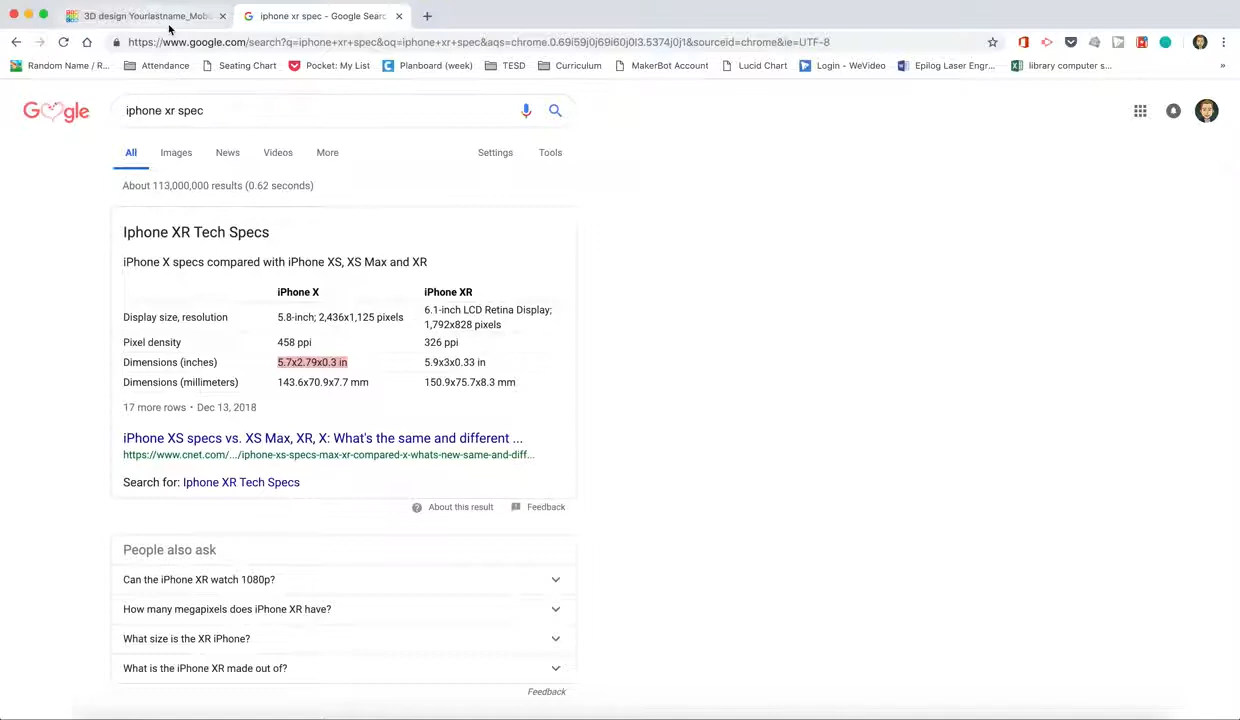 3D design Yourlastname_Mobi
iphone xr spec - Google Searc
https://www.google.com/search?q=iphone+xr+spec&oq=iphone+xr+spec&aqs=chrome.0.69i59j0j69i60j0l3.5374j0j1&sourceid=chrome&ie=UTF-8
Random Name / R... Attendance Seating Chart Pocket: My List Planboard (week) TESD Curriculum MakerBot Account Lucid Chart Login - WeVideo Epilog Laser Engr... library computer s... »
Google
iphone xr spec
All Images News Videos More Settings Tools
About 113,000,000 results (0.62 seconds)
Iphone XR Tech Specs
iPhone X specs compared with iPhone XS, XS Max and XR
iPhone X iPhone XR
Display size, resolution 5.8-inch; 2,436x1,125 pixels 6.1-inch LCD Retina Display;
1,792x828 pixels
Pixel density 458 ppi 326 ppi
Dimensions (inches) 5.7x2.79x0.3 in 5.9x3x0.33 in
Dimensions (millimeters) 143.6x70.9x7.7 mm 150.9x75.7x8.3 mm
17 more rows • Dec 13, 2018
iPhone XS specs vs. XS Max, XR, X: What's the same and different ...
https://www.cnet.com/.../iphone-xs-specs-max-xr-compared-x-whats-new-same-and-diff...
Search for: Iphone XR Tech Specs
About this result Feedback
People also ask
Can the iPhone XR watch 1080p?
How many megapixels does iPhone XR have?
What size is the XR iPhone?
What is the iPhone XR made out of?
Feedback